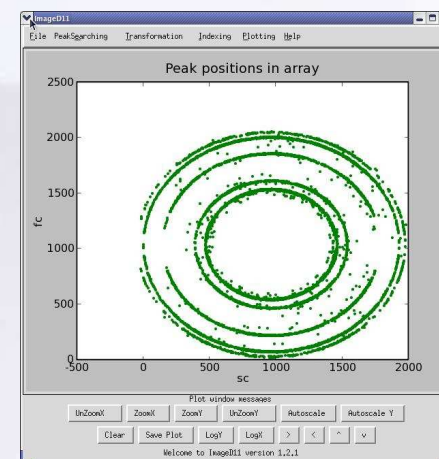 ImageD11
File PeakSearching Transformation Indexing Plotting Help
Peak positions in array
2500
2000
1500
1000
500
0
fc
-500 0 500 1000 1500 2000
sc
Plot window messages
UnZoomX ZoomX ZoomY UnZoomY Autoscale Autoscale Y
Clear Save Plot LogY LogX > < ^ v
Welcome to ImageD11 version 1.2.1